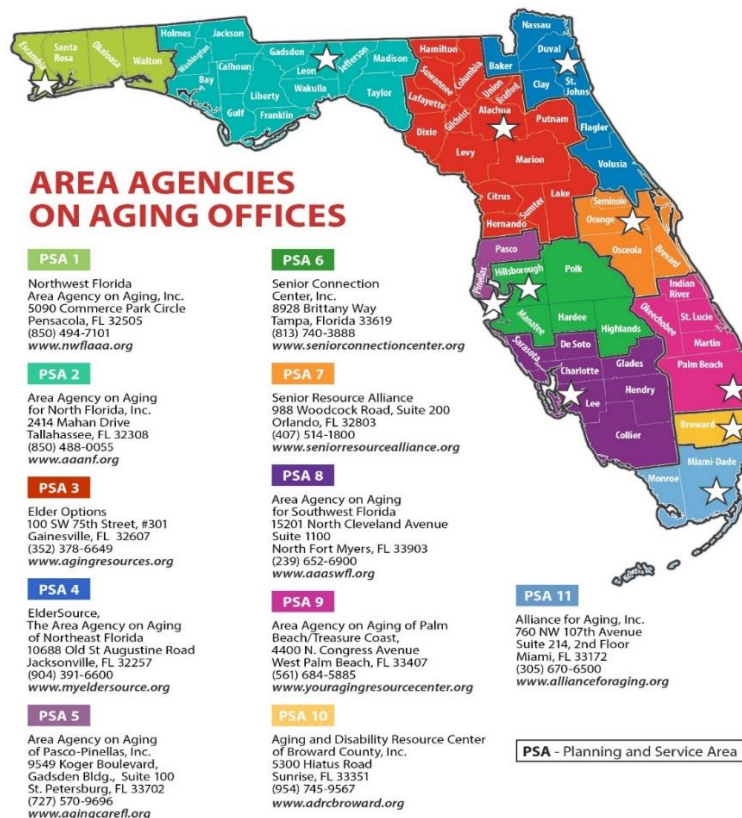 Nassau
Holmes
Jackson
Escambia
Santa
Rosa
Okaloosa
Walton
Washington
Gadsden
Hamilton
Baker
Duval
Bay
Calhoun
Leon
Jefferson
Madison
Suwannee
Columbia
Clay
St.
Johns
Liberty
Wakulla
Taylor
Lafayette
Union
Bradford
Gulf
Franklin
Gilchrist
Alachua
Putnam
Flagler
Dixie
Levy
Marion
Volusia
Citrus
Sumter
Lake
Hernando
Seminole
Orange
Pasco
Osceola
Brevard
Pinellas
Hillsborough
Polk
Indian
River
Okeechobee
St. Lucie
Manatee
Hardee
Highlands
Martin
Sarasota
De Soto
Charlotte
Glades
Palm Beach
Lee
Hendry
Broward
Collier
Miami-Dade
Monroe
AREA AGENCIES
ON AGING OFFICES
PSA 1
Northwest Florida
Area Agency on Aging, Inc.
5090 Commerce Park Circle
Pensacola, FL 32505
(850) 494-7101
www.nwflaaa.org
PSA 2
Area Agency on Aging
for North Florida, Inc.
2414 Mahan Drive
Tallahassee, FL 32308
(850) 488-0055
www.aaanf.org
PSA 3
Elder Options
100 SW 75th Street, #301
Gainesville, FL 32607
(352) 378-6649
www.agingresources.org
PSA 4
ElderSource,
The Area Agency on Aging
of Northeast Florida
10688 Old St Augustine Road
Jacksonville, FL 32257
(904) 391-6600
www.myeldersource.org
PSA 5
Area Agency on Aging
of Pasco-Pinellas, Inc.
9549 Koger Boulevard,
Gadsden Bldg., Suite 100
St. Petersburg, FL 33702
(727) 570-9696
www.agingcarefl.org
PSA 6
Senior Connection
Center, Inc.
8928 Brittany Way
Tampa, Florida 33619
(813) 740-3888
www.seniorconnectioncenter.org
PSA 7
Senior Resource Alliance
988 Woodcock Road, Suite 200
Orlando, FL 32803
(407) 514-1800
www.seniorresourcealliance.org
PSA 8
Area Agency on Aging
for Southwest Florida
15201 North Cleveland Avenue
Suite 1100
North Fort Myers, FL 33903
(239) 652-6900
www.aaaswfl.org
PSA 9
Area Agency on Aging of Palm
Beach/Treasure Coast,
4400 N. Congress Avenue
West Palm Beach, FL 33407
(561) 684-5885
www.youragingresourcecenter.org
PSA 10
Aging and Disability Resource Center
of Broward County, Inc.
5300 Hiatus Road
Sunrise, FL 33351
(954) 745-9567
www.adrcbroward.org
PSA 11
Alliance for Aging, Inc.
760 NW 107th Avenue
Suite 214, 2nd Floor
Miami, FL 33172
(305) 670-6500
www.allianceforaging.org
PSA - Planning and Service Area